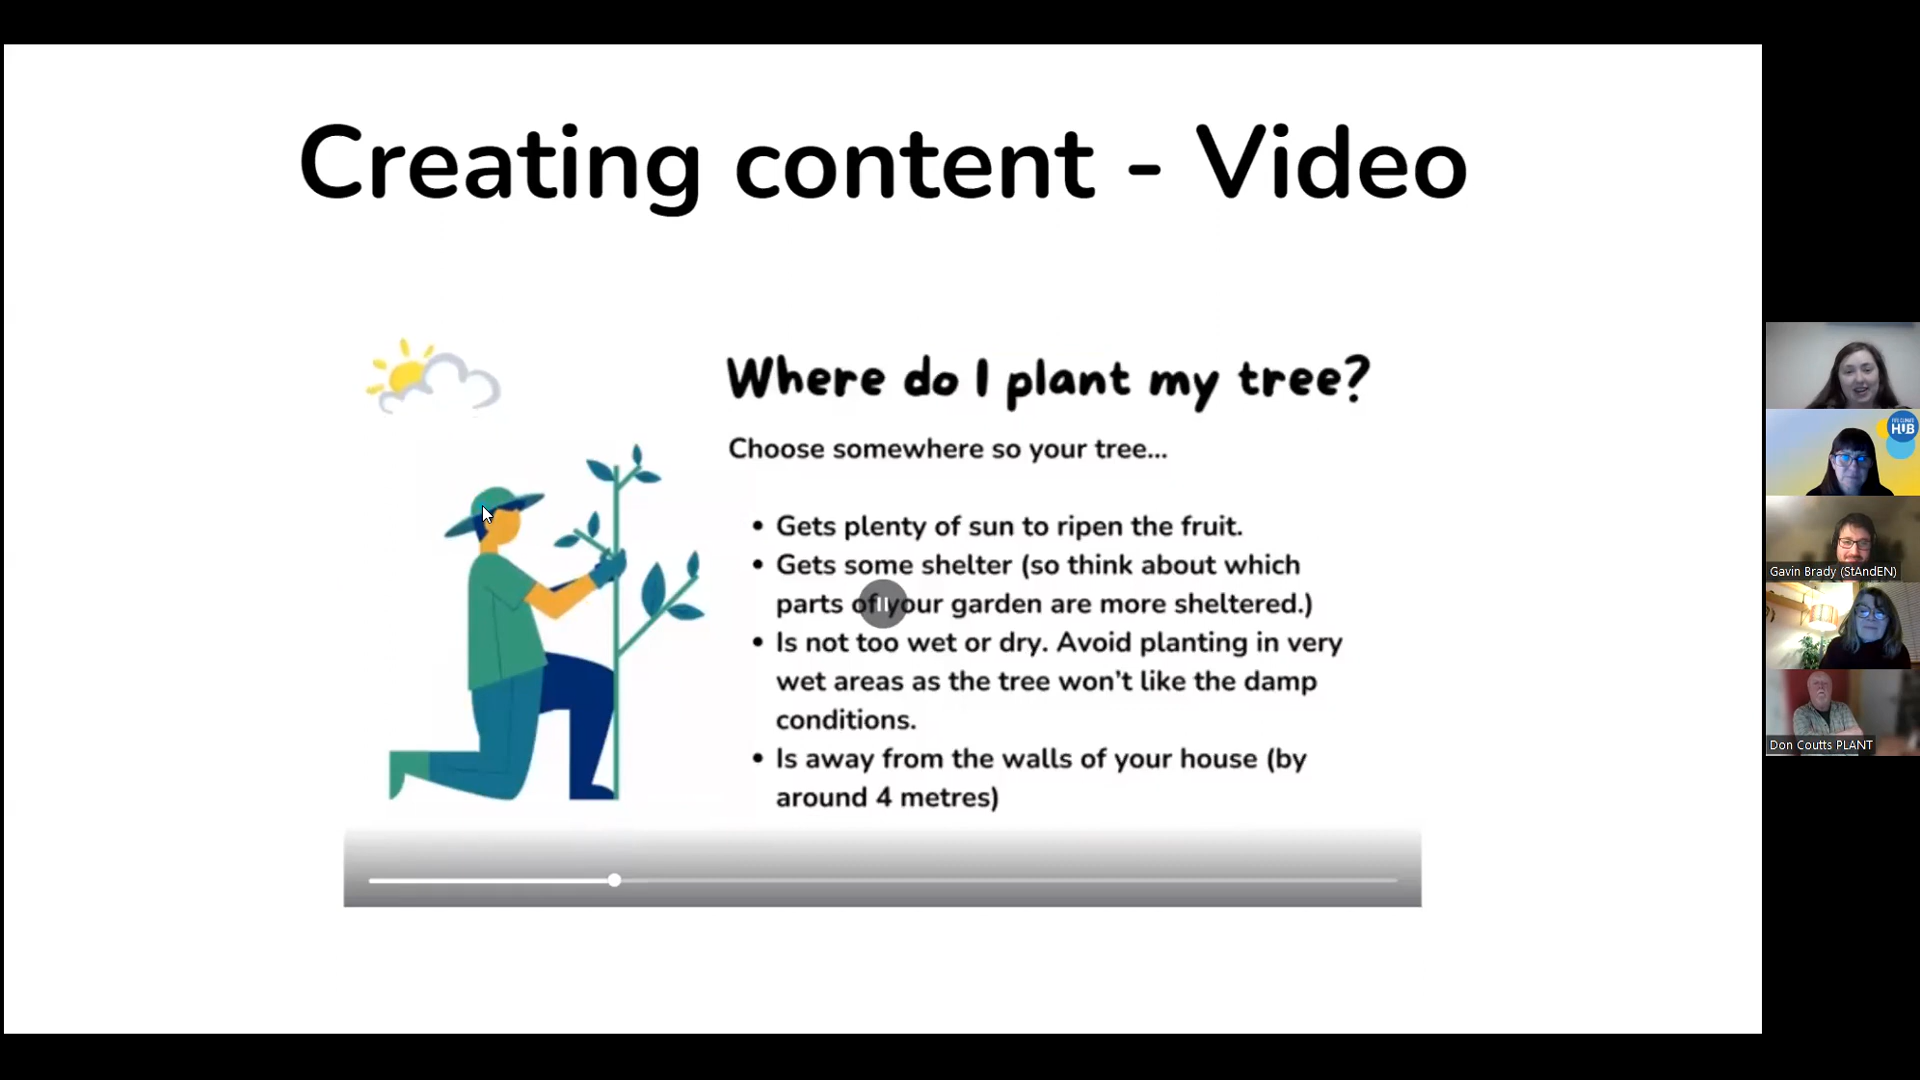 Creating content - Video
Where do I plant my tree?
Choose somewhere so your tree...
• Gets plenty of sun to ripen the fruit.
• Gets some shelter (so think about which
parts of your garden are more sheltered.)
• Is not too wet or dry. Avoid planting in very
wet areas as the tree won't like the damp
conditions.
• Is away from the walls of your house (by
around 4 metres)
FIFE CLIMATE
HUB
Gavin Brady (StAndEN)
Don Coutts PLANT